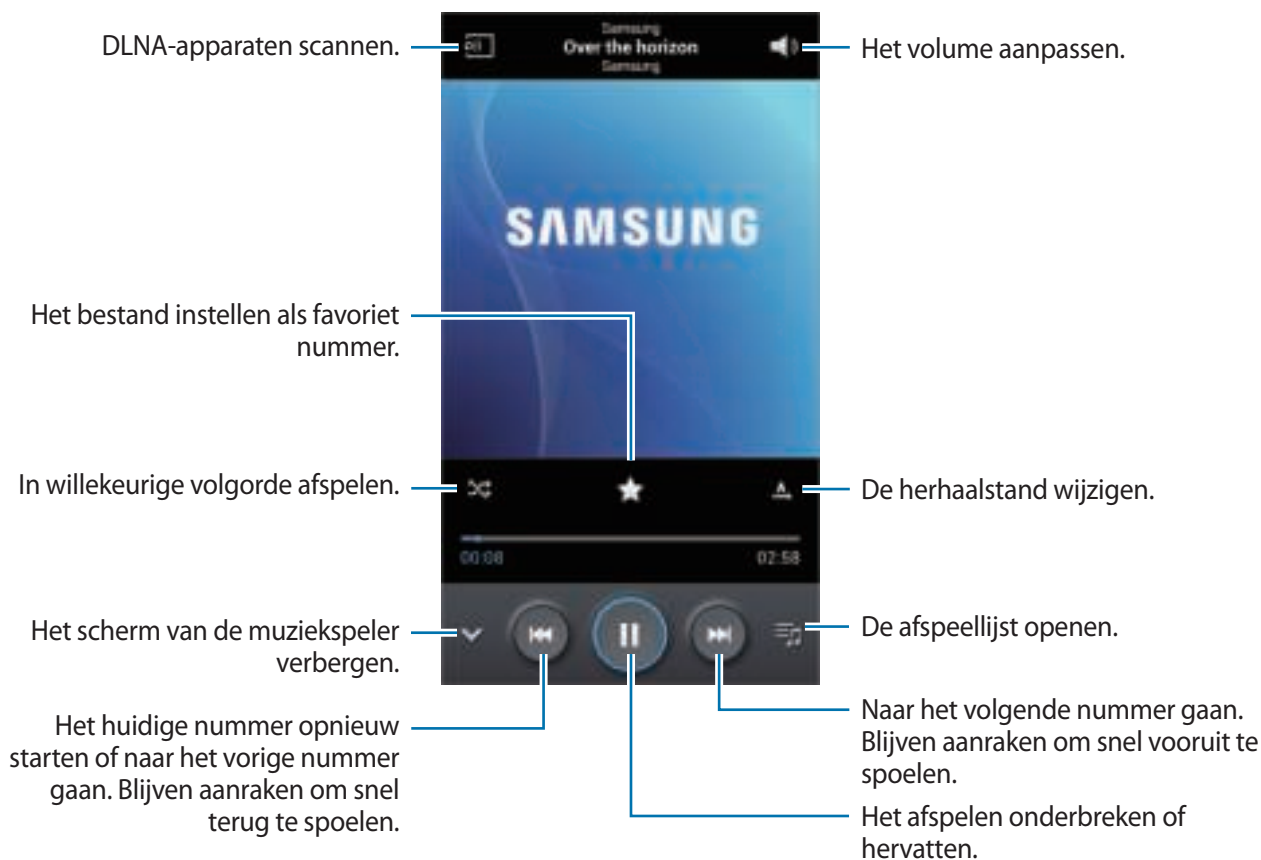 DLNA-apparaten scannen.
Samsung
Over the horizon
Samsung
Het volume aanpassen.
SAMSUNG
Het bestand instellen als favoriet
nummer.
In willekeurige volgorde afspelen.
A
De herhaalstand wijzigen.
00:08
02:58
Het scherm van de muziekspeler
verbergen.
De afspeellijst openen.
Het huidige nummer opnieuw
starten of naar het vorige nummer
gaan. Blijven aanraken om snel
terug te spoelen.
Naar het volgende nummer gaan.
Blijven aanraken om snel vooruit te
spoelen.
Het afspelen onderbreken of
hervatten.